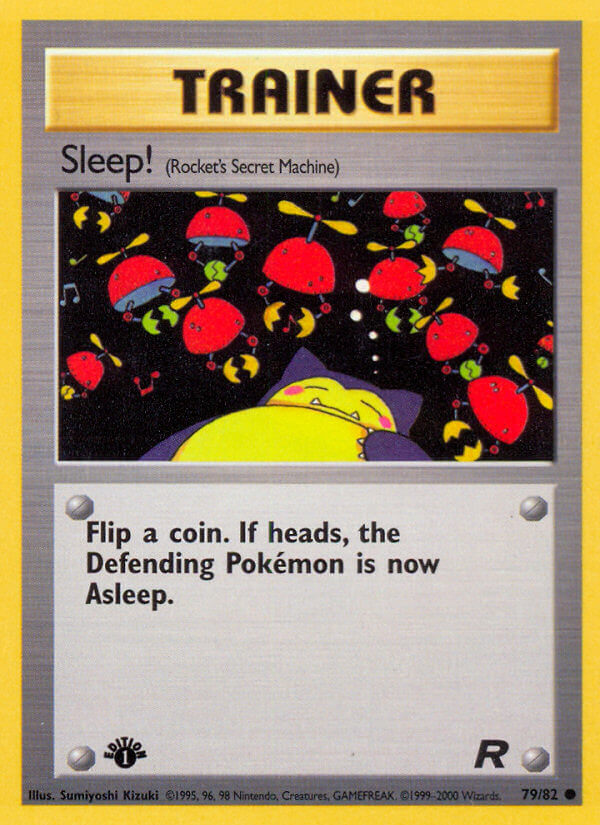 TRAINER
Sleep! (Rocket's Secret Machine)
Flip a coin. If heads, the
Defending Pokémon is now
Asleep.
EDITION
1
R
Illus. Sumiyoshi Kizuki ©1995, 96, 98 Nintendo, Creatures, GAMEFREAK. ©1999-2000 Wizards. 79/82 ●